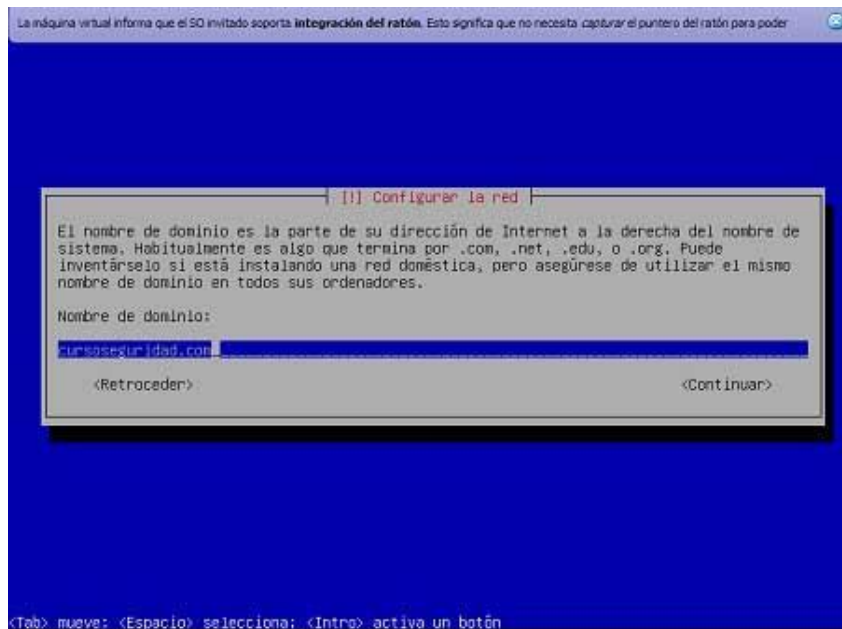 La máquina virtual informa que el SO invitado soporta integración del ratón. Esto significa que no necesita capturar el puntero del ratón para poder
[!] Configurar la red
El nombre de dominio es la parte de su dirección de Internet a la derecha del nombre de
sistema. Habitualmente es algo que termina por .com, .net, .edu, o .org. Puede
inventárselo si está instalando una red doméstica, pero asegúrese de utilizar el mismo
nombre de dominio en todos sus ordenadores.
Nombre de dominio:
cursoseguridad.com
<Retroceder> <Continuar>
<Tab> mueve; <Espacio> selecciona; <Intro> activa un botón